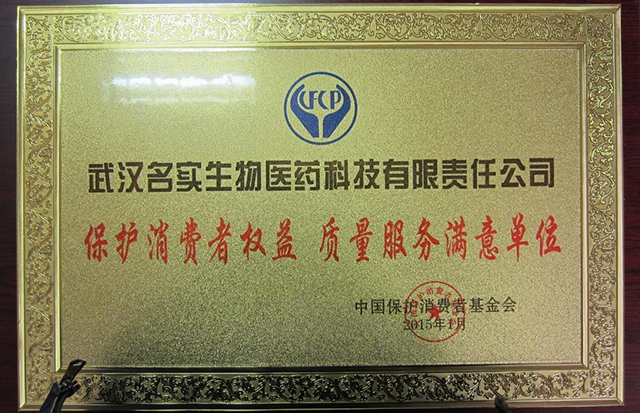 CFCP
武汉名实生物医药科技有限责任公司
保护消费者权益 质量服务满意单位
中国保护消费者基金会
2015年1月